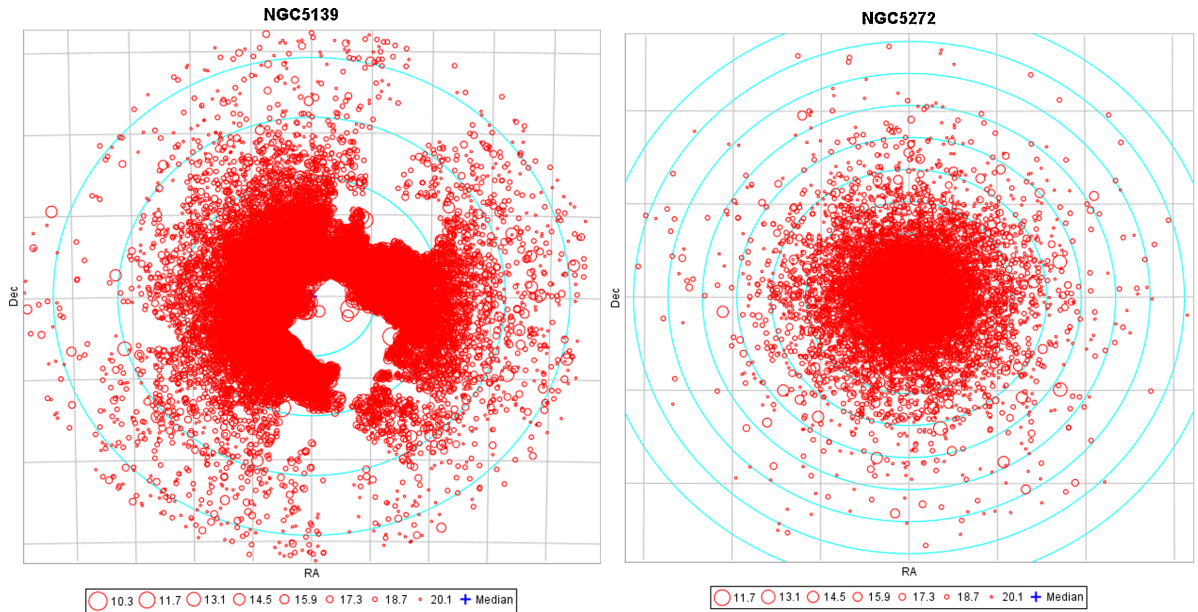 NGC5139
NGC5272
Dec
Dec
RA
RA
10.3 11.7 13.1 14.5 15.9 17.3 18.7 20.1 Median
11.7 13.1 14.5 15.9 17.3 18.7 20.1 Median